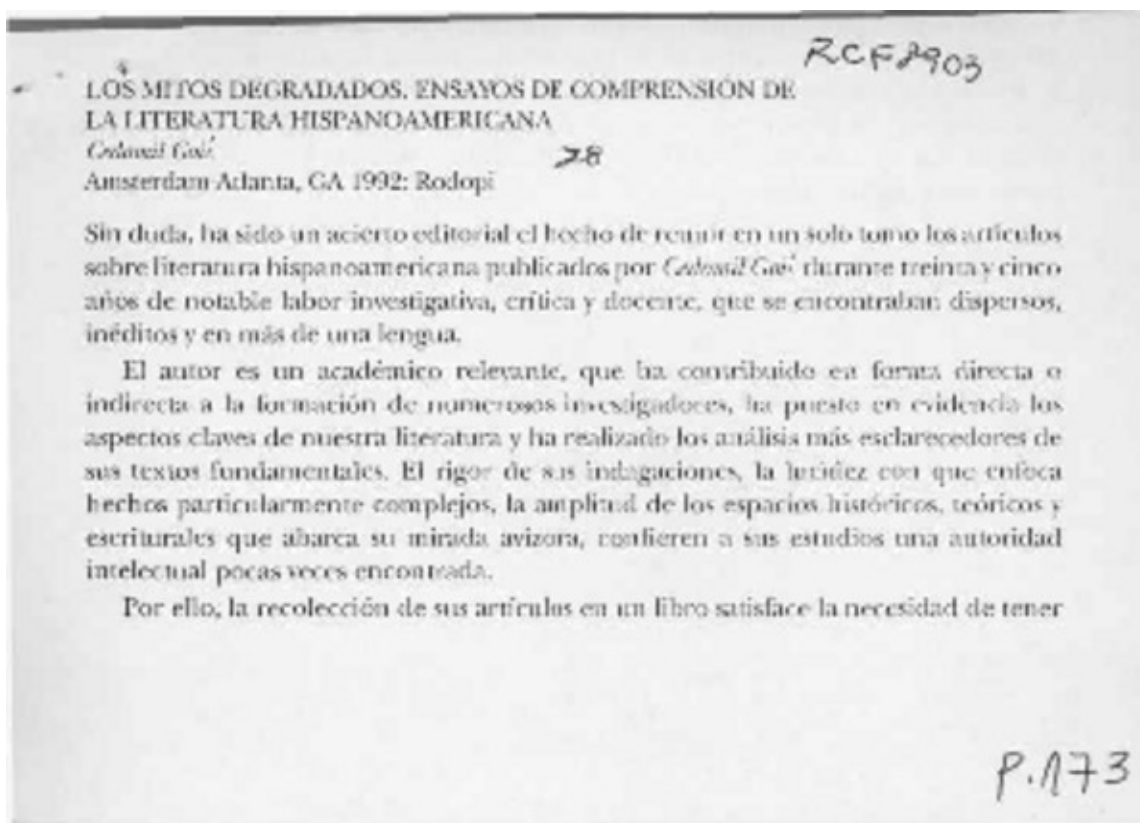 RCF8903
LOS MITOS DEGRADADOS. ENSAYOS DE COMPRENSIÓN DE
LA LITERATURA HISPANOAMERICANA
Cedomil Goić
28
Amsterdam-Atlanta, GA 1992: Rodopi
Sin duda, ha sido un acierto editorial el hecho de reunir en un solo tomo los artículos
sobre literatura hispanoamericana publicados por Cedomil Goić durante treinta y cinco
años de notable labor investigativa, crítica y docente, que se encontraban dispersos,
inéditos y en más de una lengua.
El autor es un académico relevante, que ha contribuido en forma directa o
indirecta a la formación de numerosos investigadores, ha puesto en evidencia los
aspectos claves de nuestra literatura y ha realizado los análisis más esclarecedores de
sus textos fundamentales. El rigor de sus indagaciones, la lucidez con que enfoca
hechos particularmente complejos, la amplitud de los espacios históricos, teóricos y
escriturales que abarca su mirada avizora, confieren a sus estudios una autoridad
intelectual pocas veces encontrada.
Por ello, la recolección de sus artículos en un libro satisface la necesidad de tener
P.173